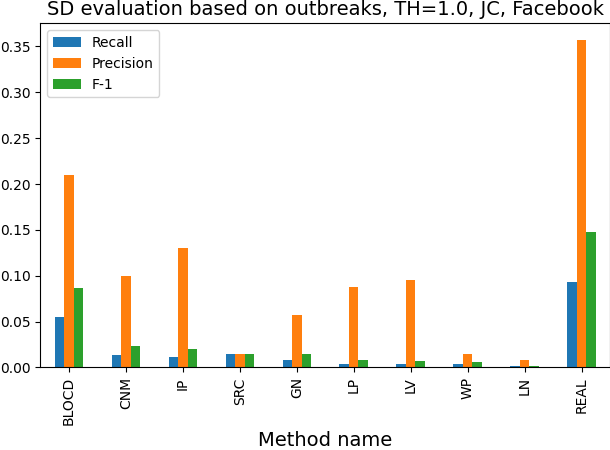 SD evaluation based on outbreaks, TH=1.0, JC, Facebook
Recall
Precision
F-1
0.35
0.30
0.25
0.20
0.15
0.10
0.05
0.00
BLOCD
CNM
IP
SRC
GN
LP
LV
WP
LN
REAL
Method name